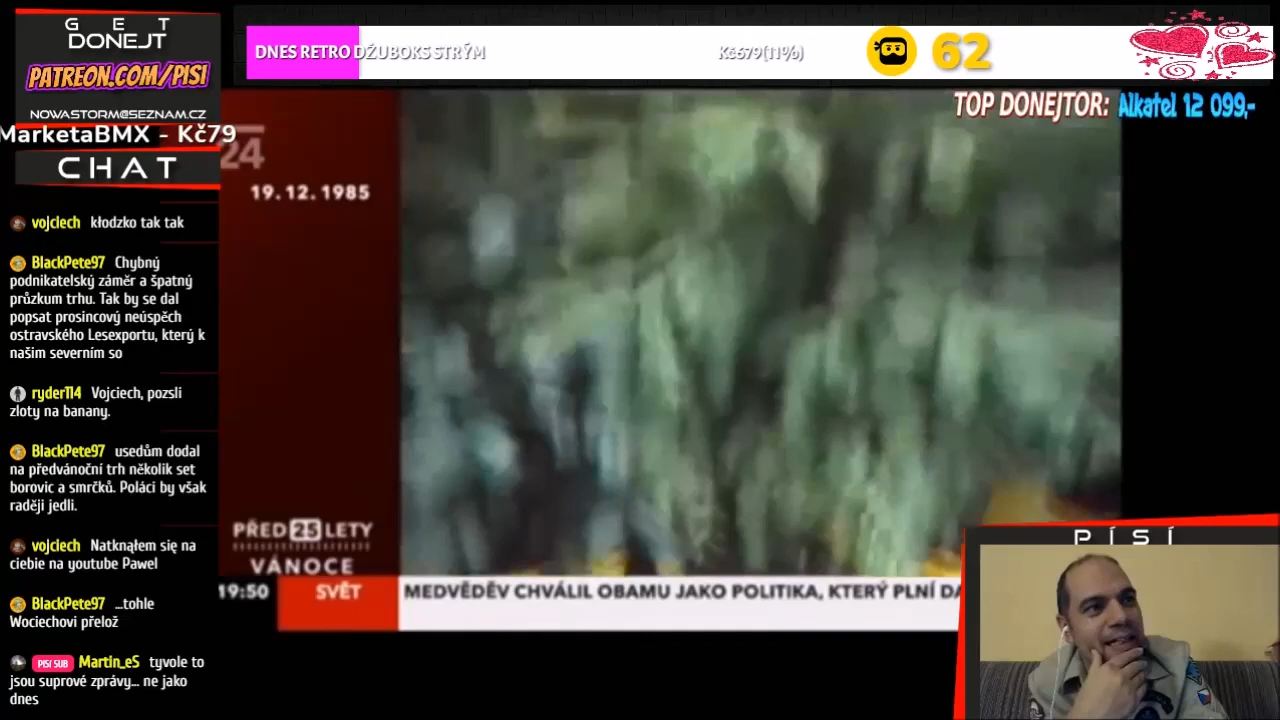 GET
DONEJT
PATREON.COM/PISI
NOWASTORM@SEZNAM.CZ
MarketaBMX - Kč79
CHAT
DNES RETRO DŽUBOKS STRÝM
Kč679(11%)
62
TOP DONEJTOR: Alkatel 12 099,-
24
19.12.1985
vojciech kłodzko tak tak
BlackPete97 Chybný
podnikatelský záměr a špatný
průzkum trhu. Tak by se dal
popsat prosincový neúspěch
ostravského Lesexportu, který k
našim severním so
ryder114 Vojciech, pozsli
zloty na banany.
BlackPete97 usedům dodal
na předvánoční trh několik set
borovic a smrčků. Poláci by však
raději jedli.
vojciech Natknąłem się na
ciebie na youtube Pawel
BlackPete97 ...tohle
Wociechovi přelož
PISI SUB Martin_eS tyvole to
jsou suprové zprávy... ne jako
dnes
PŘED 25 LETY
VÁNOCE
19:50 SVĚT MEDVĚDĚV CHVÁLIL OBAMU JAKO POLITIKA, KTERÝ PLNÍ DA
PÍSÍ